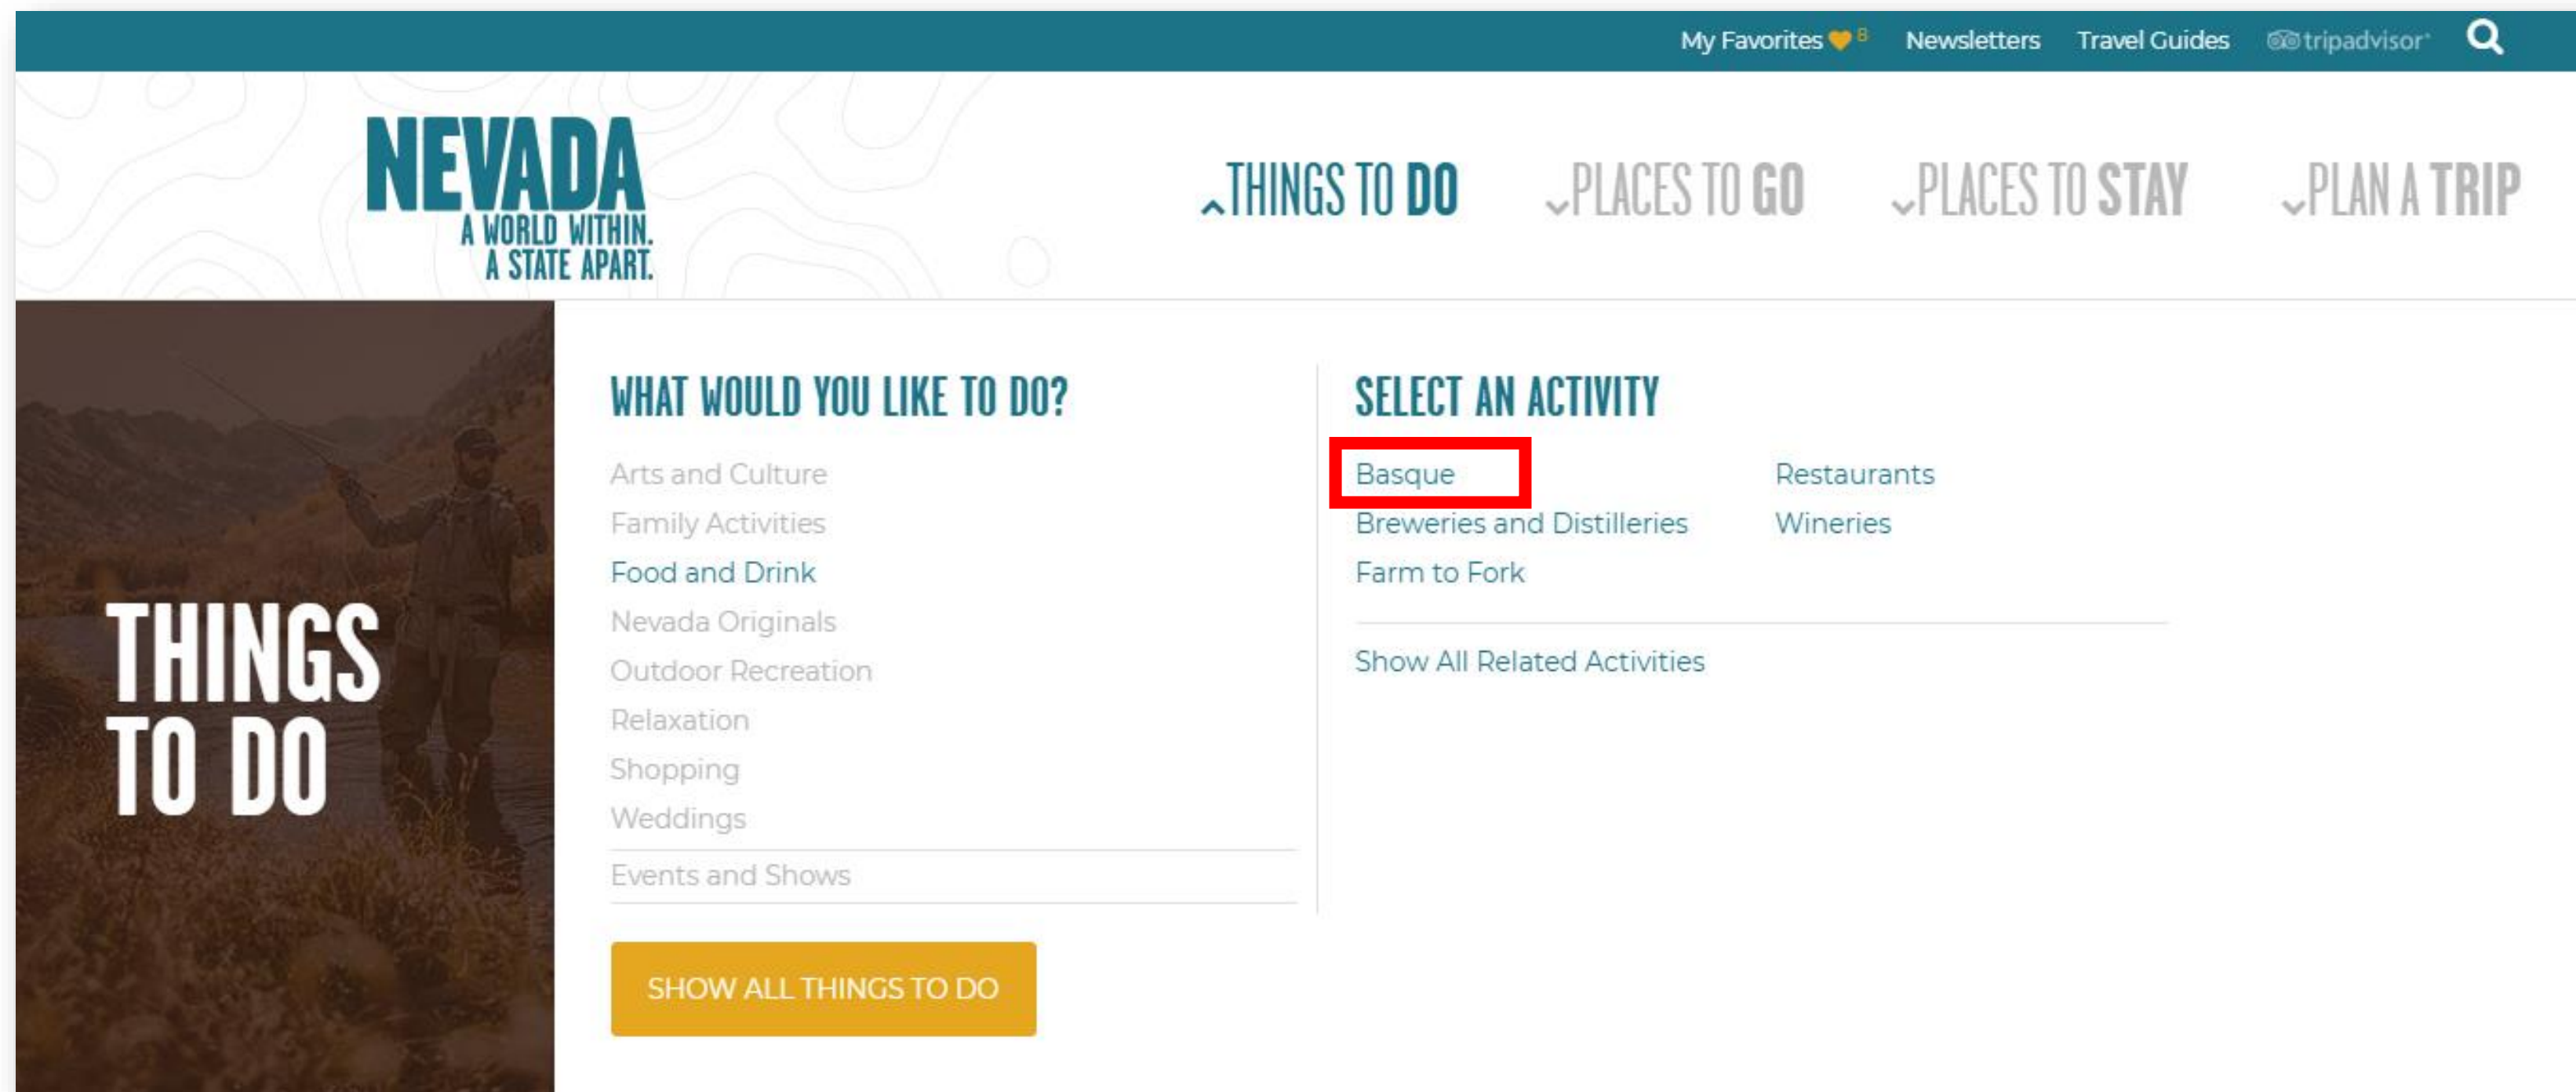 My Favorites 8 Newsletters Travel Guides tripadvisor
NEVADA
A WORLD WITHIN.
A STATE APART.
THINGS TO DO PLACES TO GO PLACES TO STAY PLAN A TRIP
THINGS
TO DO
WHAT WOULD YOU LIKE TO DO?
Arts and Culture
Family Activities
Food and Drink
Nevada Originals
Outdoor Recreation
Relaxation
Shopping
Weddings
Events and Shows
SHOW ALL THINGS TO DO
SELECT AN ACTIVITY
Basque Restaurants
Breweries and Distilleries Wineries
Farm to Fork
Show All Related Activities